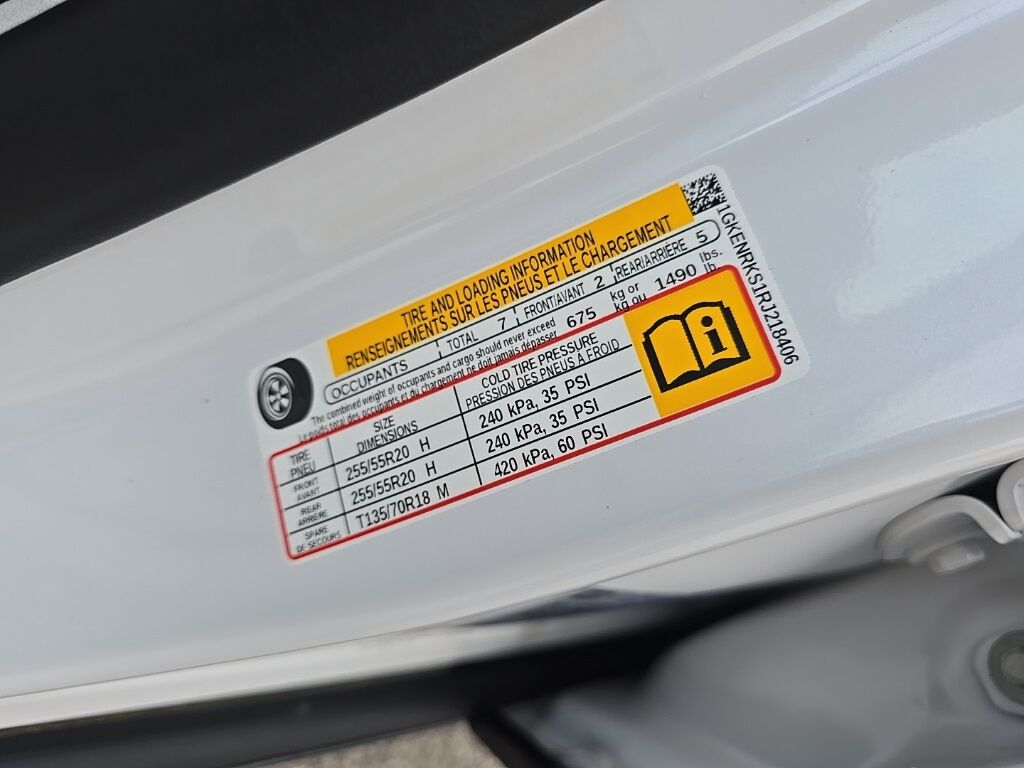 TIRE AND LOADING INFORMATION
RENSEIGNEMENTS SUR LES PNEUS ET LE CHARGEMENT
OCCUPANTS TOTAL 7 FRONT/AVANT 2 REAR/ARRIÈRE 5
The combined weight of occupants and cargo should never exceed 675 kg or 1490 lbs.
Le poids total des occupants et du chargement ne doit jamais dépasser kg ou lb.
TIRE SIZE COLD TIRE PRESSURE
PNEU DIMENSIONS PRESSION DES PNEUS A FROID
FRONT AVANT 255/55R20 H 240 kPa, 35 PSI
REAR ARRIERE 255/55R20 H 240 kPa, 35 PSI
SPARE DE SECOURS T135/70R18 M 420 kPa, 60 PSI
i
1GKENRKS1RJ218406